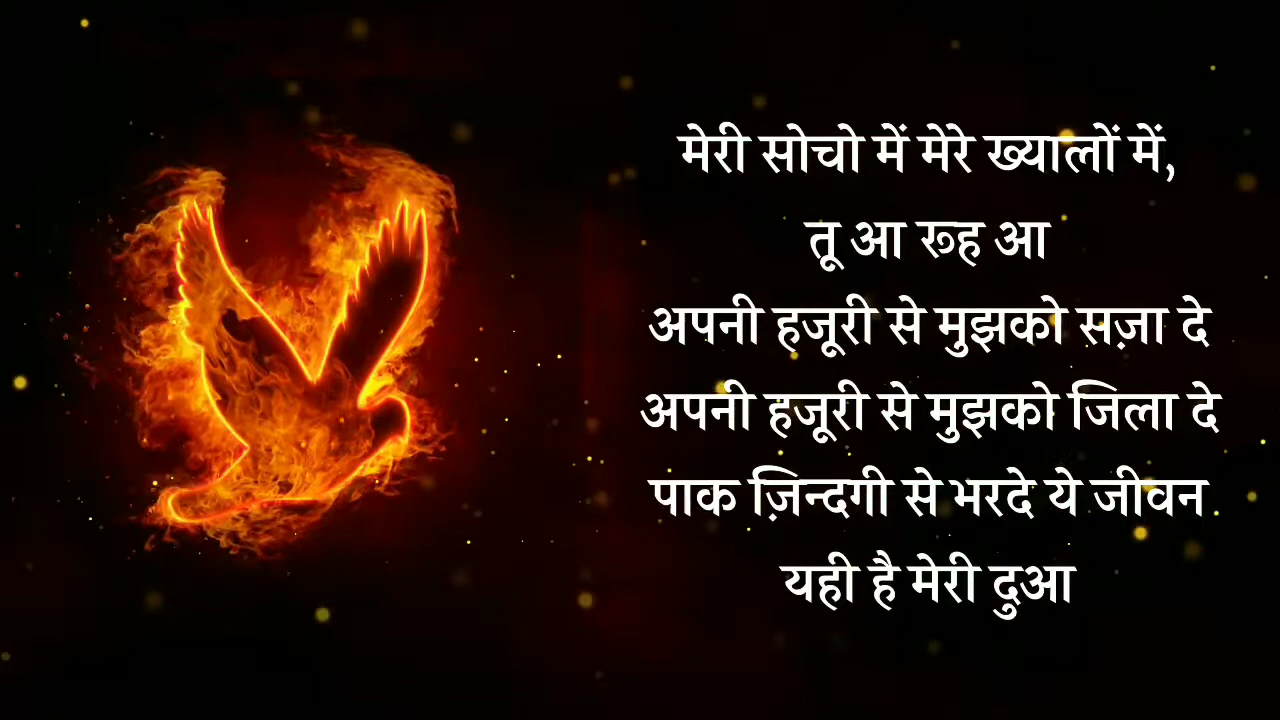 मेरी सोचो में मेरे ख्यालों में,
तू आ रूह आ
अपनी हजूरी से मुझको सज़ा दे
अपनी हजूरी से मुझको जिला दे
पाक ज़िन्दगी से भरदे ये जीवन
यही है मेरी दुआ